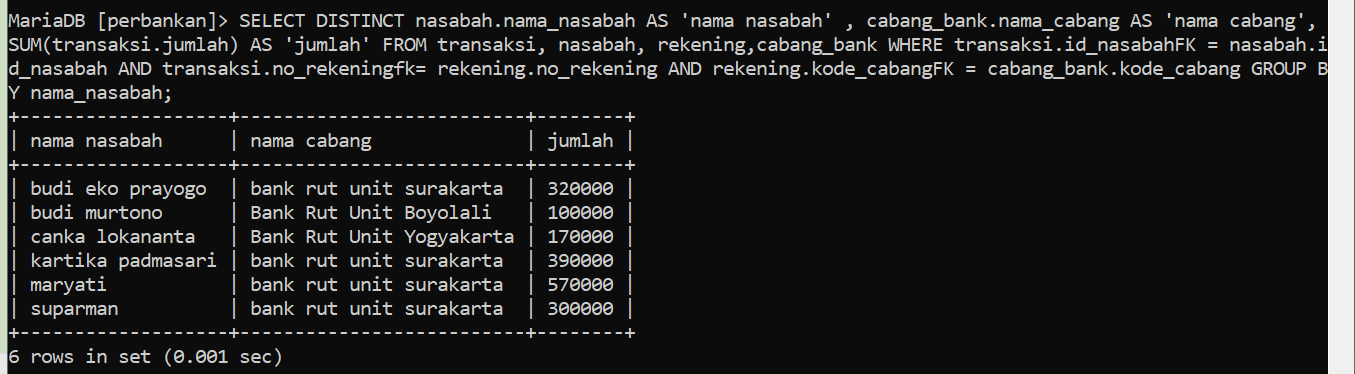 MariaDB [perbankan]> SELECT DISTINCT nasabah.nama_nasabah AS 'nama nasabah' , cabang_bank.nama_cabang AS 'nama cabang',
SUM(transaksi.jumlah) AS 'jumlah' FROM transaksi, nasabah, rekening,cabang_bank WHERE transaksi.id_nasabahFK = nasabah.i
d_nasabah AND transaksi.no_rekeningfk= rekening.no_rekening AND rekening.kode_cabangFK = cabang_bank.kode_cabang GROUP B
Y nama_nasabah;
+-------------------+-------------------------+--------+
| nama nasabah      | nama cabang             | jumlah |
+-------------------+-------------------------+--------+
| budi eko prayogo  | bank rut unit surakarta | 320000 |
| budi murtono      | Bank Rut Unit Boyolali  | 100000 |
| canka lokananta   | Bank Rut Unit Yogyakarta | 170000 |
| kartika padmasari | bank rut unit surakarta | 390000 |
| maryati           | bank rut unit surakarta | 570000 |
| suparman          | bank rut unit surakarta | 300000 |
+-------------------+-------------------------+--------+
6 rows in set (0.001 sec)